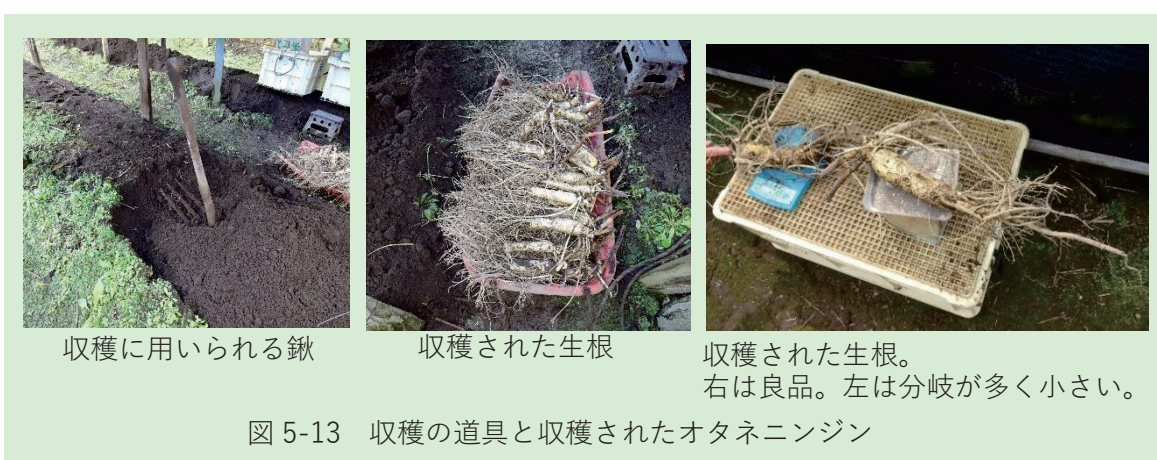 収穫に用いられる鍬
収穫された生根
収穫された生根。
右は良品。左は分岐が多く小さい。
図 5-13　収穫の道具と収穫されたオタネニンジン